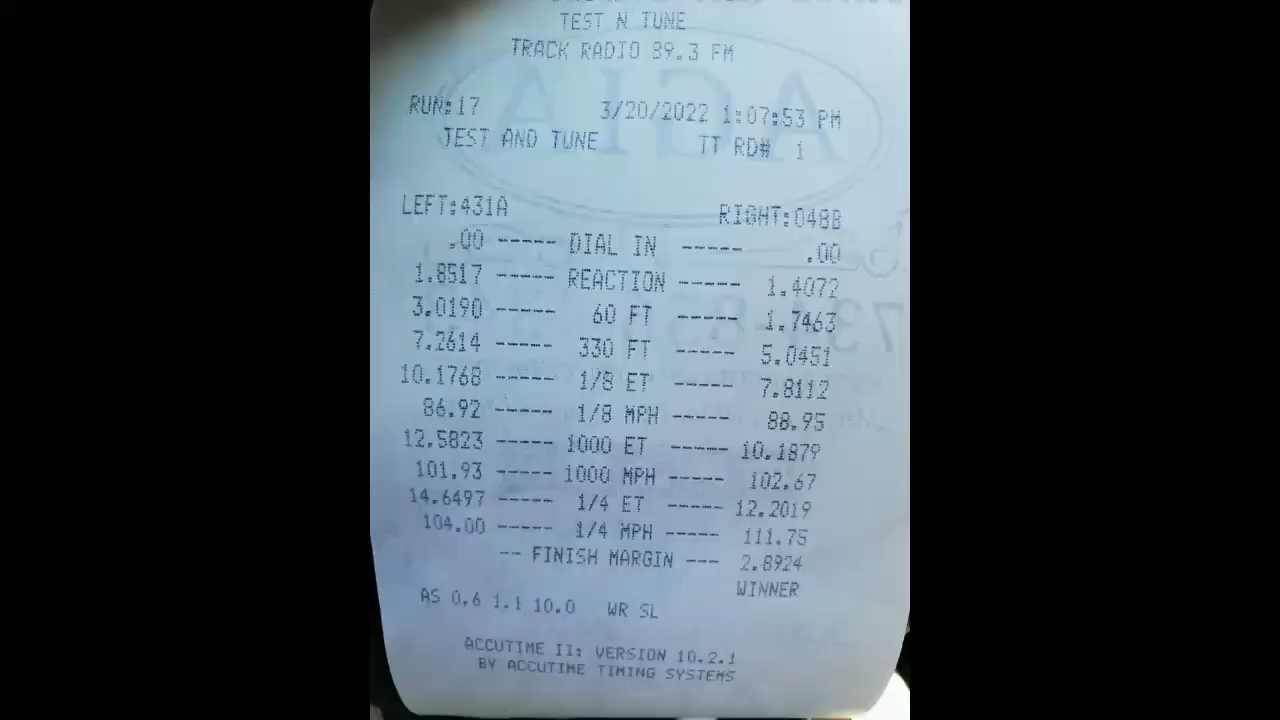 TEST N TUNE
TRACK RADIO 89.3 FM
RUN:17 3/20/2022 1:07:53 PM
TEST AND TUNE TT RD# 1
LEFT:431A RIGHT:048B
.00 ----- DIAL IN ----- .00
1.8517 ----- REACTION ----- 1.4072
3.0190 ----- 60 FT ----- 1.7463
7.2614 ----- 330 FT ----- 5.0451
10.1768 ----- 1/8 ET ----- 7.8112
86.92 ----- 1/8 MPH ----- 88.95
12.5823 ----- 1000 ET ----- 10.1879
101.93 ----- 1000 MPH ----- 102.67
14.6497 ----- 1/4 ET ----- 12.2019
104.00 ----- 1/4 MPH ----- 111.75
-- FINISH MARGIN --- 2.8924
WINNER
AS 0.6 1.1 10.0 WR SL
ACCUTIME II: VERSION 10.2.1
BY ACCUTIME TIMING SYSTEMS